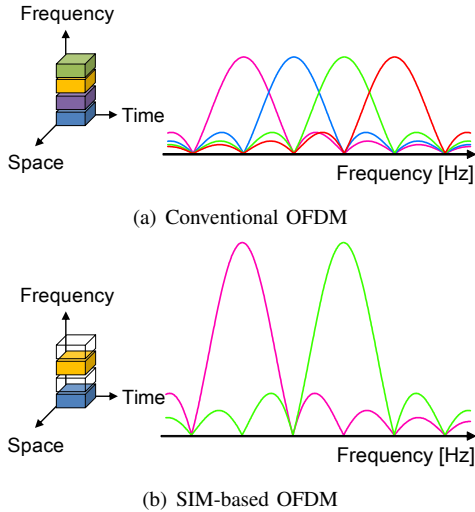 Frequency
Time
Space
Frequency [Hz]
(a) Conventional OFDM
Frequency
Time
Space
Frequency [Hz]
(b) SIM-based OFDM